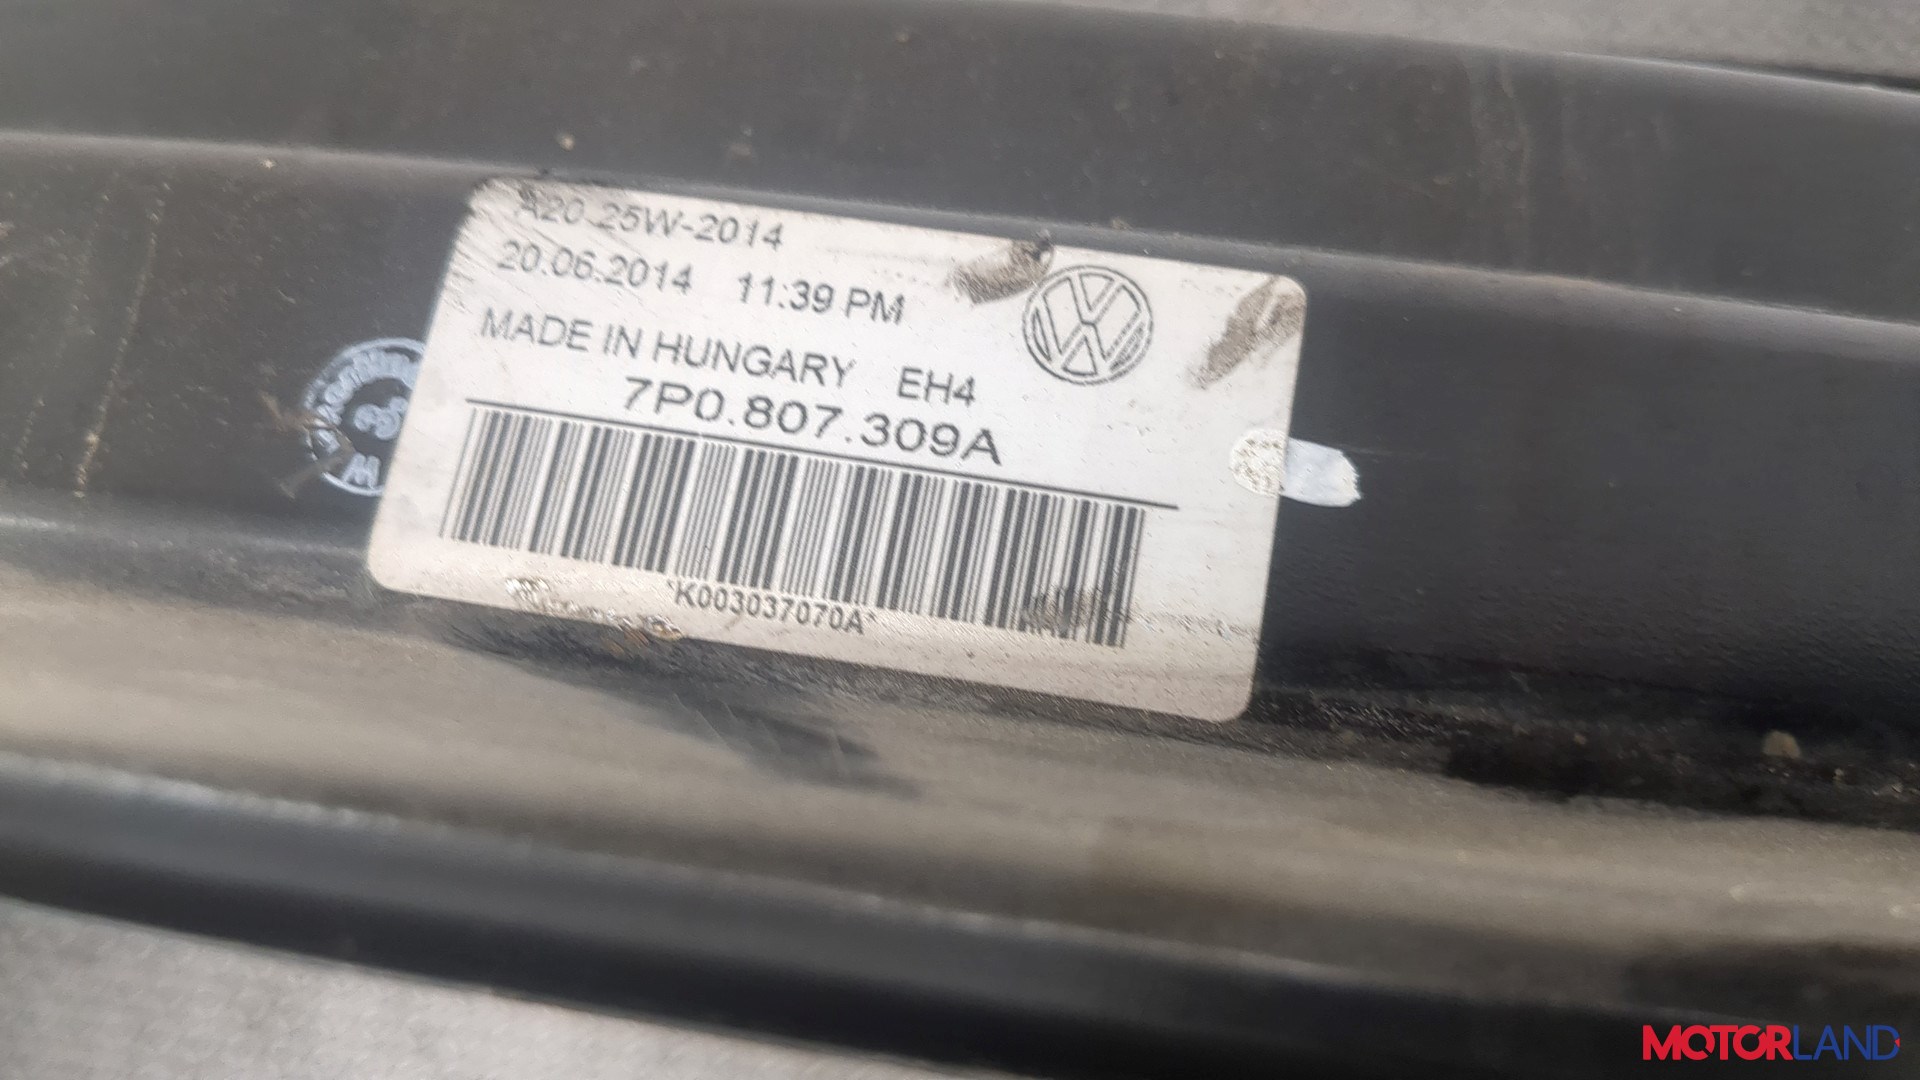 A20 25W-2014
20.06.2014 11:39 PM
MADE IN HUNGARY EH4
7P0.807.309A
*K003037070A*
MOTORLAND